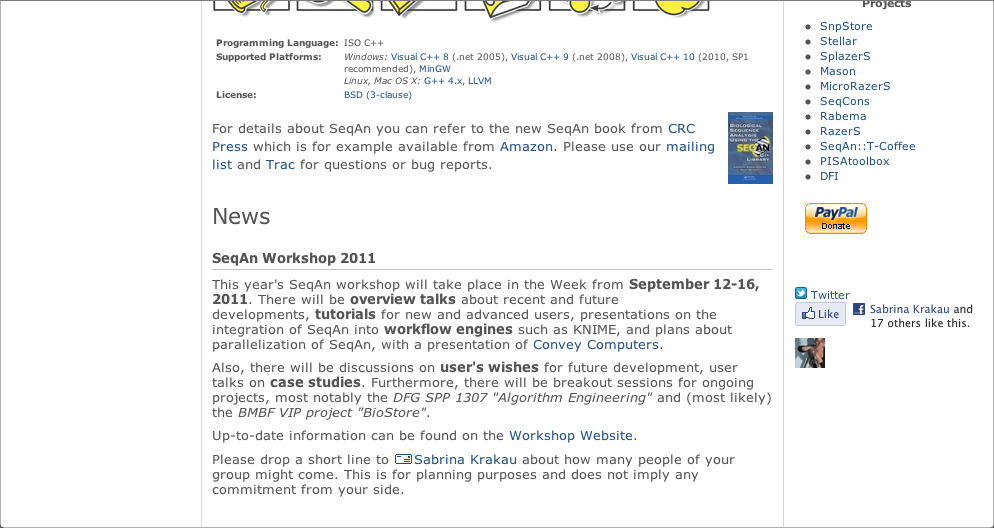 Programming Language: ISO C++
Supported Platforms: Windows: Visual C++ 8 (.net 2005), Visual C++ 9 (.net 2008), Visual C++ 10 (2010, SP1
recommended), MinGW
Linux, Mac OS X: G++ 4.x, LLVM
License: BSD (3-clause)
For details about SeqAn you can refer to the new SeqAn book from CRC
Press which is for example available from Amazon. Please use our mailing
list and Trac for questions or bug reports.
BIOLOGICAL
SEQUENCE
ANALYSIS
USING THE
SEQAN
C++
LIBRARY
News
SeqAn Workshop 2011
This year's SeqAn workshop will take place in the Week from September 12-16,
2011. There will be overview talks about recent and future
developments, tutorials for new and advanced users, presentations on the
integration of SeqAn into workflow engines such as KNIME, and plans about
parallelization of SeqAn, with a presentation of Convey Computers.
Also, there will be discussions on user's wishes for future development, user
talks on case studies. Furthermore, there will be breakout sessions for ongoing
projects, most notably the DFG SPP 1307 "Algorithm Engineering" and (most likely)
the BMBF VIP project "BioStore".
Up-to-date information can be found on the Workshop Website.
Please drop a short line to Sabrina Krakau about how many people of your
group might come. This is for planning purposes and does not imply any
commitment from your side.
Projects
SnpStore
Stellar
SplazerS
Mason
MicroRazerS
SeqCons
Rabema
RazerS
SeqAn::T-Coffee
PISAtoolbox
DFI
PayPal
Donate
Twitter
Like
Sabrina Krakau and
17 others like this.